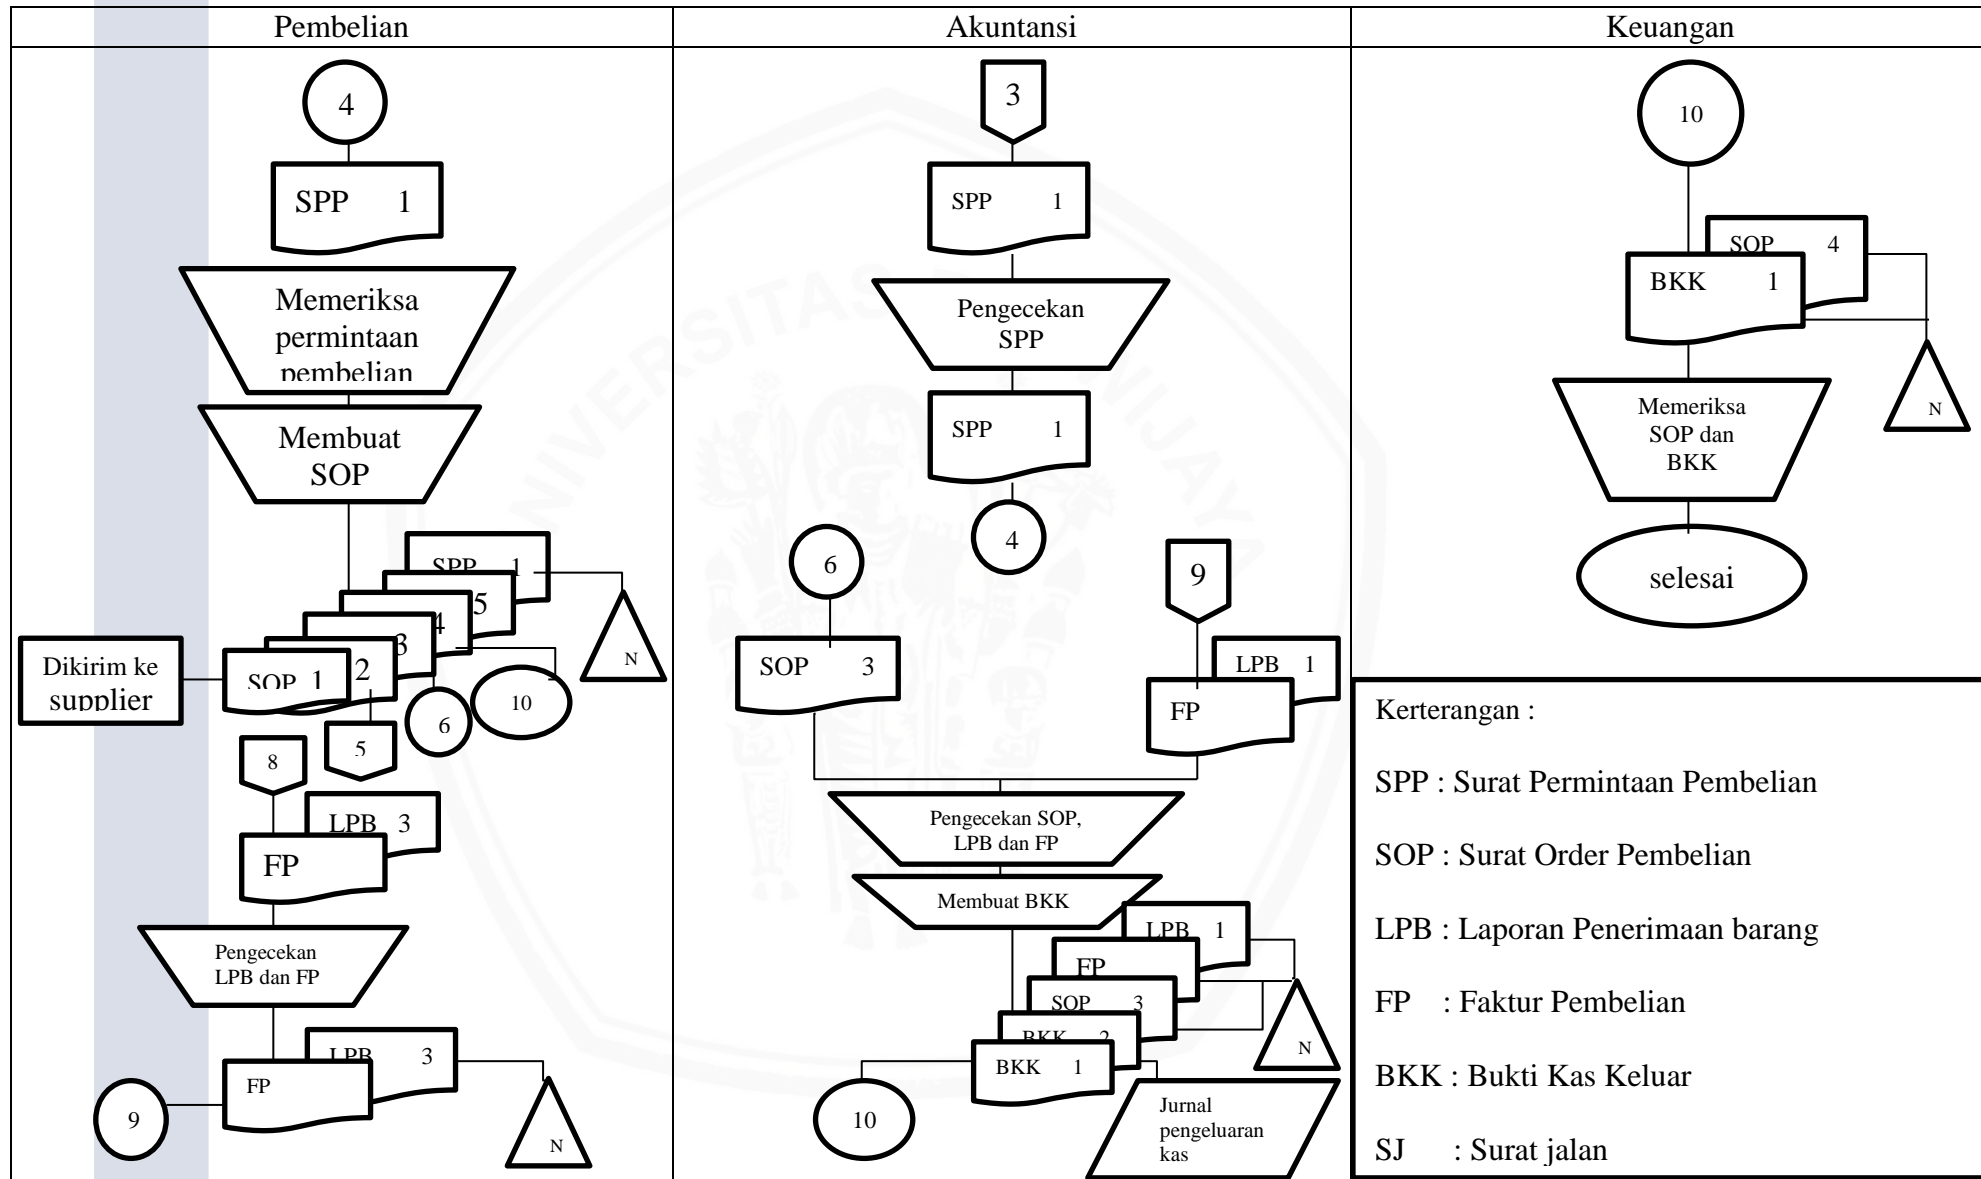 Pembelian
Akuntansi
Keuangan
4
SPP 1
Memeriksa
permintaan
pembelian
Membuat
SOP
SPP 1
5
4
3
2
SOP 1
Dikirim ke
supplier
N
10
6
5
8
LPB 3
FP
Pengecekan
LPB dan FP
LPB 3
FP
9
N
3
SPP 1
Pengecekan
SPP
SPP 1
4
6
SOP 3
9
LPB 1
FP
Pengecekan SOP,
LPB dan FP
Membuat BKK
LPB 1
FP
SOP 3
BKK 2
BKK 1
N
10
Jurnal
pengeluaran
kas
10
SOP 4
BKK 1
N
Memeriksa
SOP dan
BKK
selesai
Kerterangan :
SPP : Surat Permintaan Pembelian
SOP : Surat Order Pembelian
LPB : Laporan Penerimaan barang
FP : Faktur Pembelian
BKK : Bukti Kas Keluar
SJ : Surat jalan